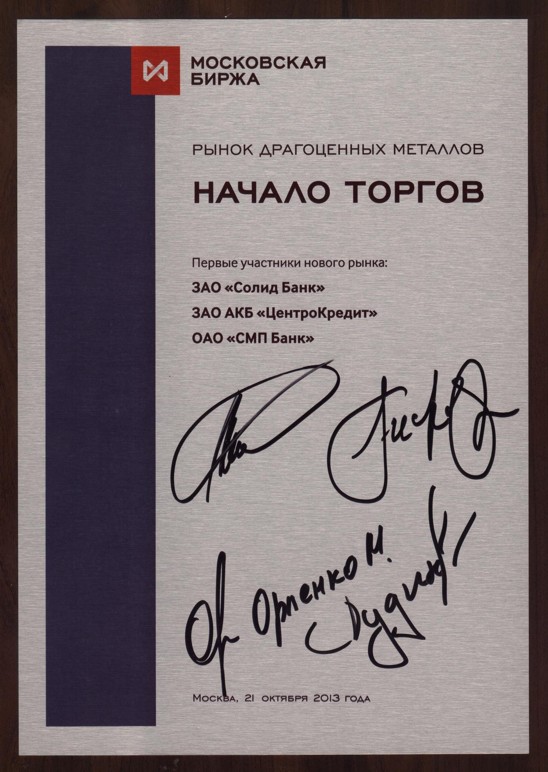 МОСКОВСКАЯ
БИРЖА
РЫНОК ДРАГОЦЕННЫХ МЕТАЛЛОВ
НАЧАЛО ТОРГОВ
Первые участники нового рынка:
ЗАО «Солид Банк»
ЗАО АКБ «ЦентроКредит»
ОАО «СМП Банк»
МОСКВА, 21 ОКТЯБРЯ 2013 ГОДА